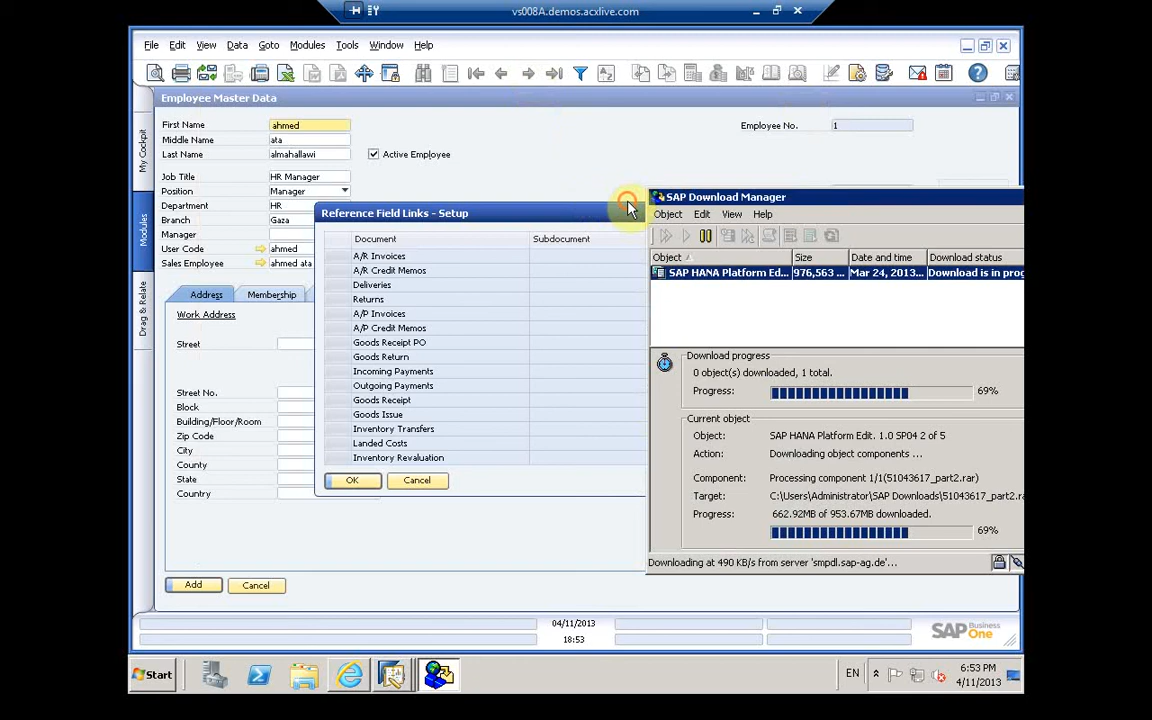 vs008A.demos.acxlive.com
File Edit View Data Goto Modules Tools Window Help
Employee Master Data
First Name ahmed Employee No. 1
Middle Name ata
Last Name almahallawi Active Employee
Job Title HR Manager
Position Manager
Department HR
Branch Gaza
Manager
User Code ahmed
Sales Employee ahmed ata
Address Membership
Work Address
Street
Street No.
Block
Building/Floor/Room
Zip Code
City
County
State
Country
Add Cancel
My Cockpit
Modules
Drag & Relate
Reference Field Links - Setup
Document Subdocument
A/R Invoices
A/R Credit Memos
Deliveries
Returns
A/P Invoices
A/P Credit Memos
Goods Receipt PO
Goods Return
Incoming Payments
Outgoing Payments
Goods Receipt
Goods Issue
Inventory Transfers
Landed Costs
Inventory Revaluation
OK Cancel
SAP Download Manager
Object Edit View Help
Object Size Date and time Download status
SAP HANA Platform Ed... 976,563 ... Mar 24, 2013... Download is in prog
Download progress
0 object(s) downloaded, 1 total.
Progress: 69%
Current object
Object: SAP HANA Platform Edit. 1.0 SP04 2 of 5
Action: Downloading object components ...
Component: Processing component 1/1(51043617_part2.rar)
Target: C:\Users\Administrator\SAP Downloads\51043617_part2.ra
Progress: 662.92MB of 953.67MB downloaded.
69%
Downloading at 490 KB/s from server 'smpdl.sap-ag.de'...
04/11/2013
18:53
SAP Business One
Start EN 6:53 PM
4/11/2013